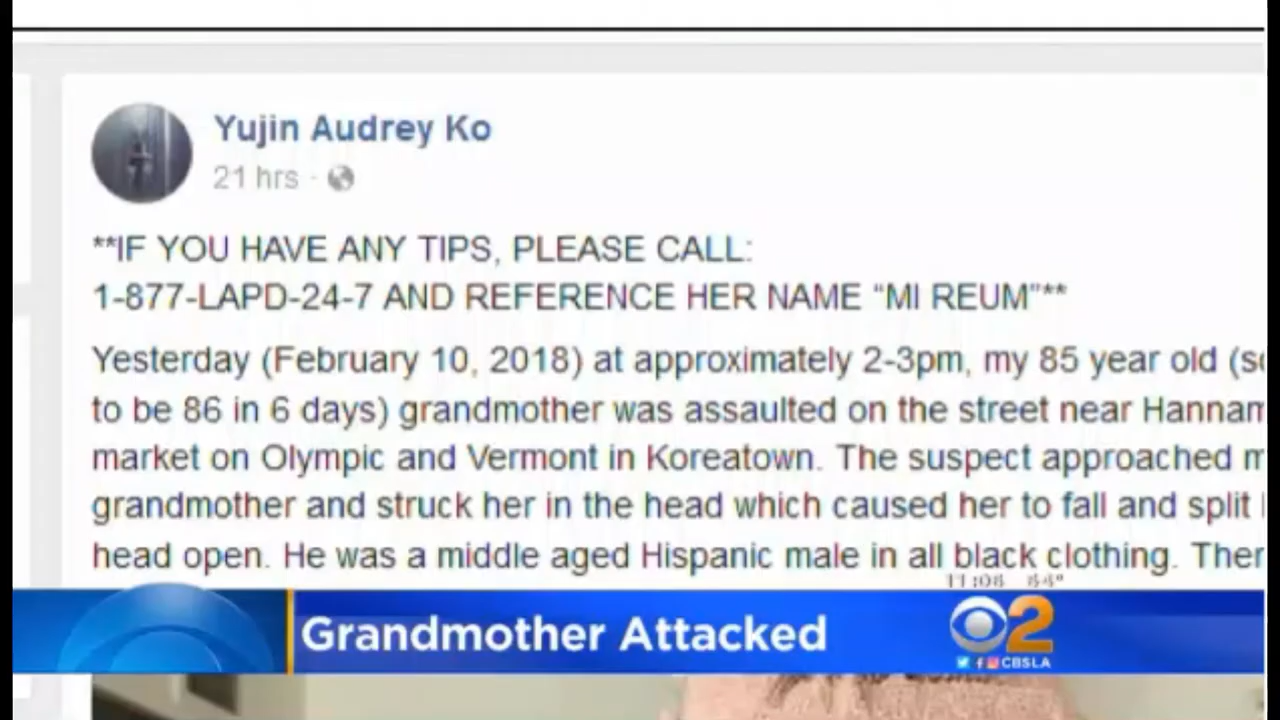 Yujin Audrey Ko
21 hrs ·
**IF YOU HAVE ANY TIPS, PLEASE CALL:
1-877-LAPD-24-7 AND REFERENCE HER NAME “MI REUM”**
Yesterday (February 10, 2018) at approximately 2-3pm, my 85 year old
to be 86 in 6 days) grandmother was assaulted on the street near Hannam
market on Olympic and Vermont in Koreatown. The suspect approached
grandmother and struck her in the head which caused her to fall and split
head open. He was a middle aged Hispanic male in all black clothing.
Grandmother Attacked
2
CBSLA